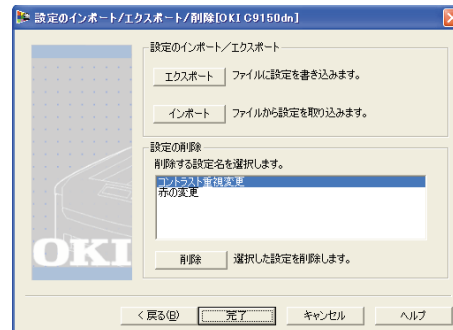 設定のインポート/エクスポート/削除[OKI C9150dn]
設定のインポート/エクスポート
エクスポート ファイルに設定を書き込みます。
インポート ファイルから設定を取り込みます。
設定の削除
削除する設定名を選択します。
コントラスト重視変更
赤の変更
OKI
削除 選択した設定を削除します。
< 戻る(B) 完了 キャンセル ヘルプ